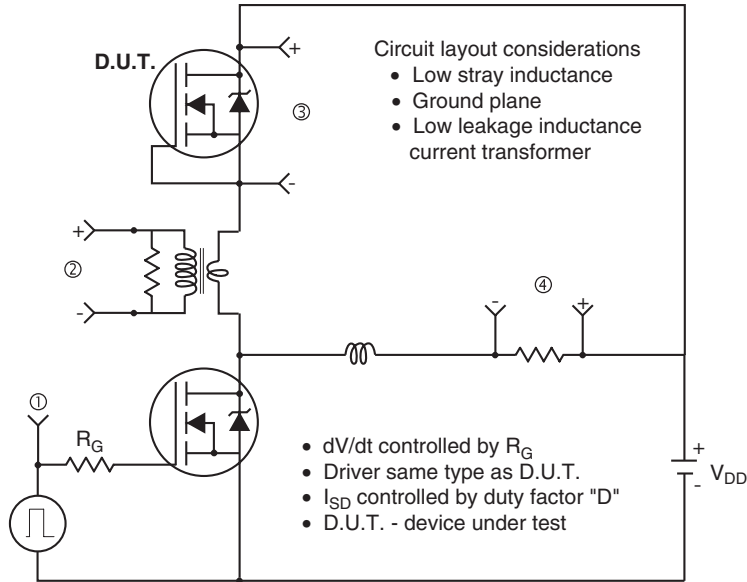 D.U.T.
+
Circuit layout considerations
• Low stray inductance
• Ground plane
• Low leakage inductance
current transformer
③
-
+
②
-
④
- +
①
R_G
• dV/dt controlled by R_G
• Driver same type as D.U.T.
• I_SD controlled by duty factor "D"
• D.U.T. - device under test
+
V_DD
-